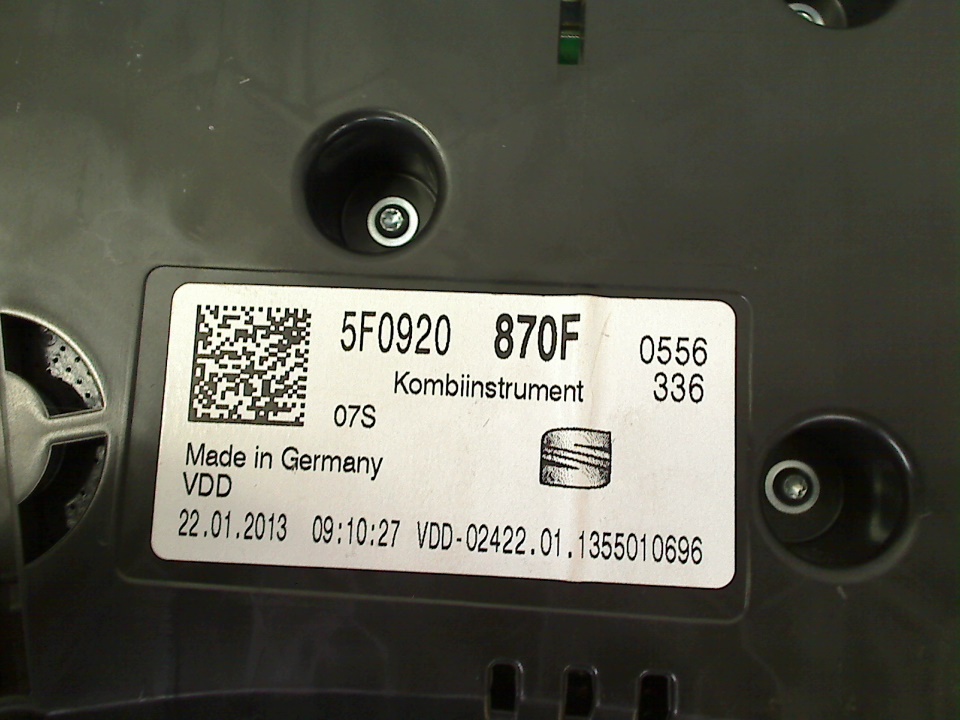 5F0920 870F 0556
Kombiinstrument 336
07S
Made in Germany
VDD
22.01.2013 09:10:27 VDD-02422.01.1355010696